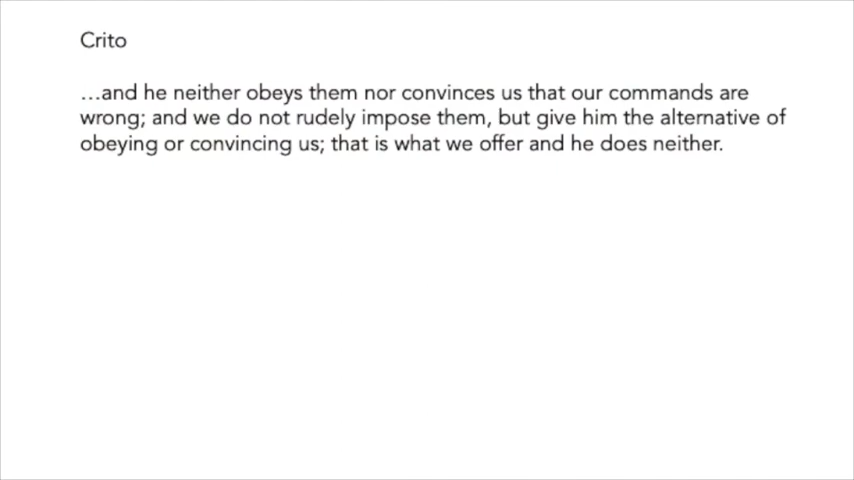 Crito
…and he neither obeys them nor convinces us that our commands are
wrong; and we do not rudely impose them, but give him the alternative of
obeying or convincing us; that is what we offer and he does neither.